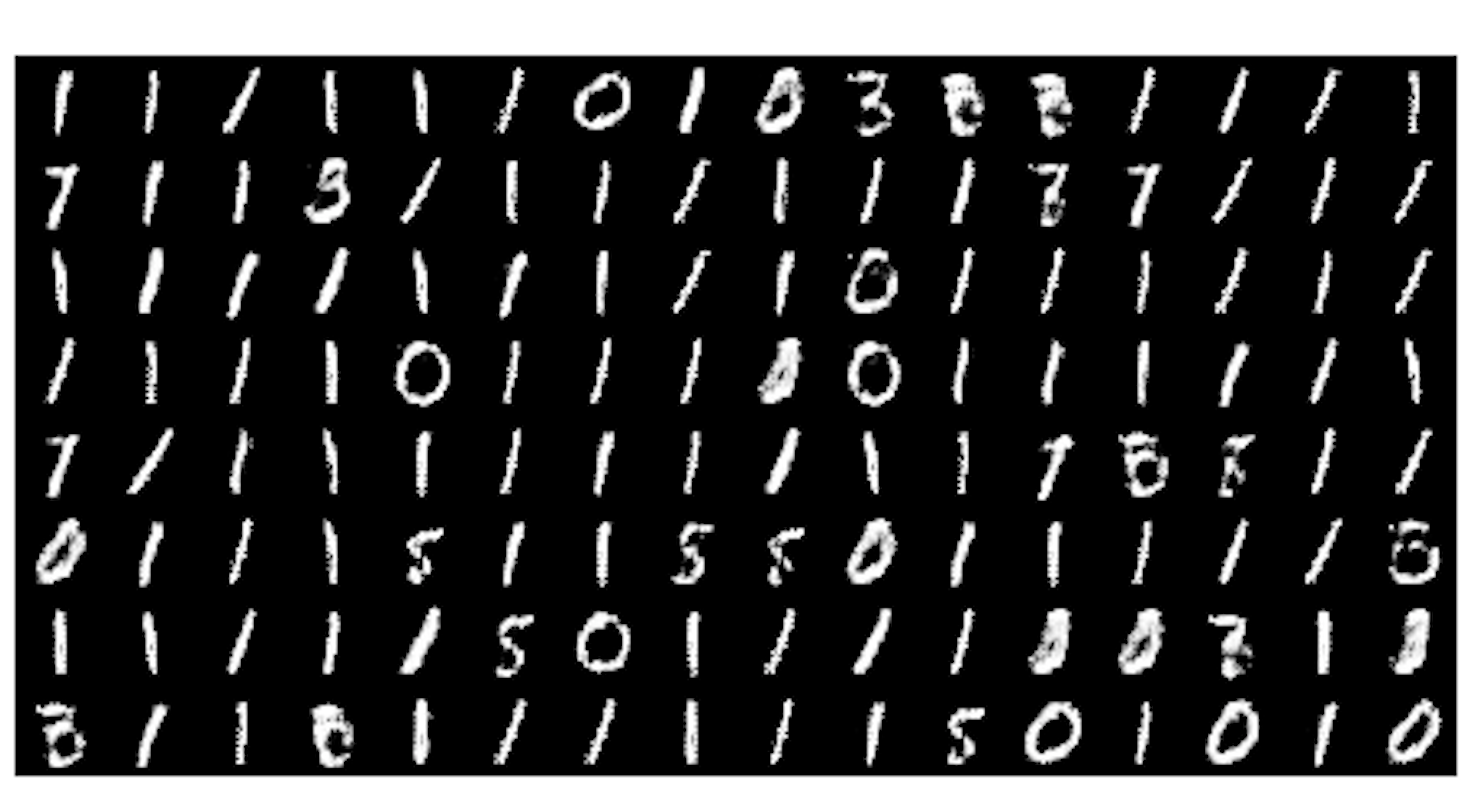 1 1 1 1 1 1 0 1 0 3 1 1 1 1
7 1 1 3 1 1 1 1 1 1 1 7 1 1 1
1 1 1 1 1 1 1 1 1 0 1 1 1 1 1 1
1 1 1 1 0 1 1 1 0 1 1 1 1 1 1
7 1 1 1 1 1 1 1 1 1 1 1 1
0 1 1 1 5 1 1 5 5 0 1 1 1 1 1
1 1 1 1 1 5 0 1 1 1 1 0 3 1
1 1 1 1 1 1 1 1 5 0 1 0 1 0